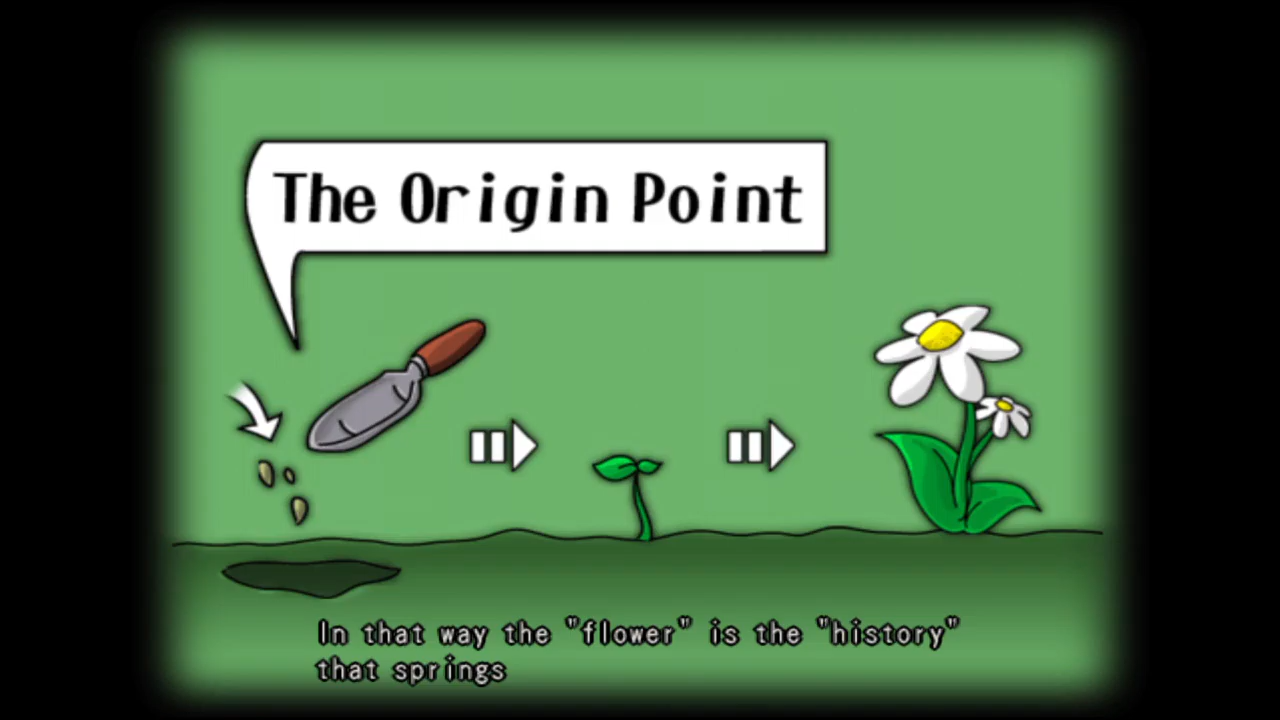 The Origin Point
In that way the "flower" is the "history"
that springs